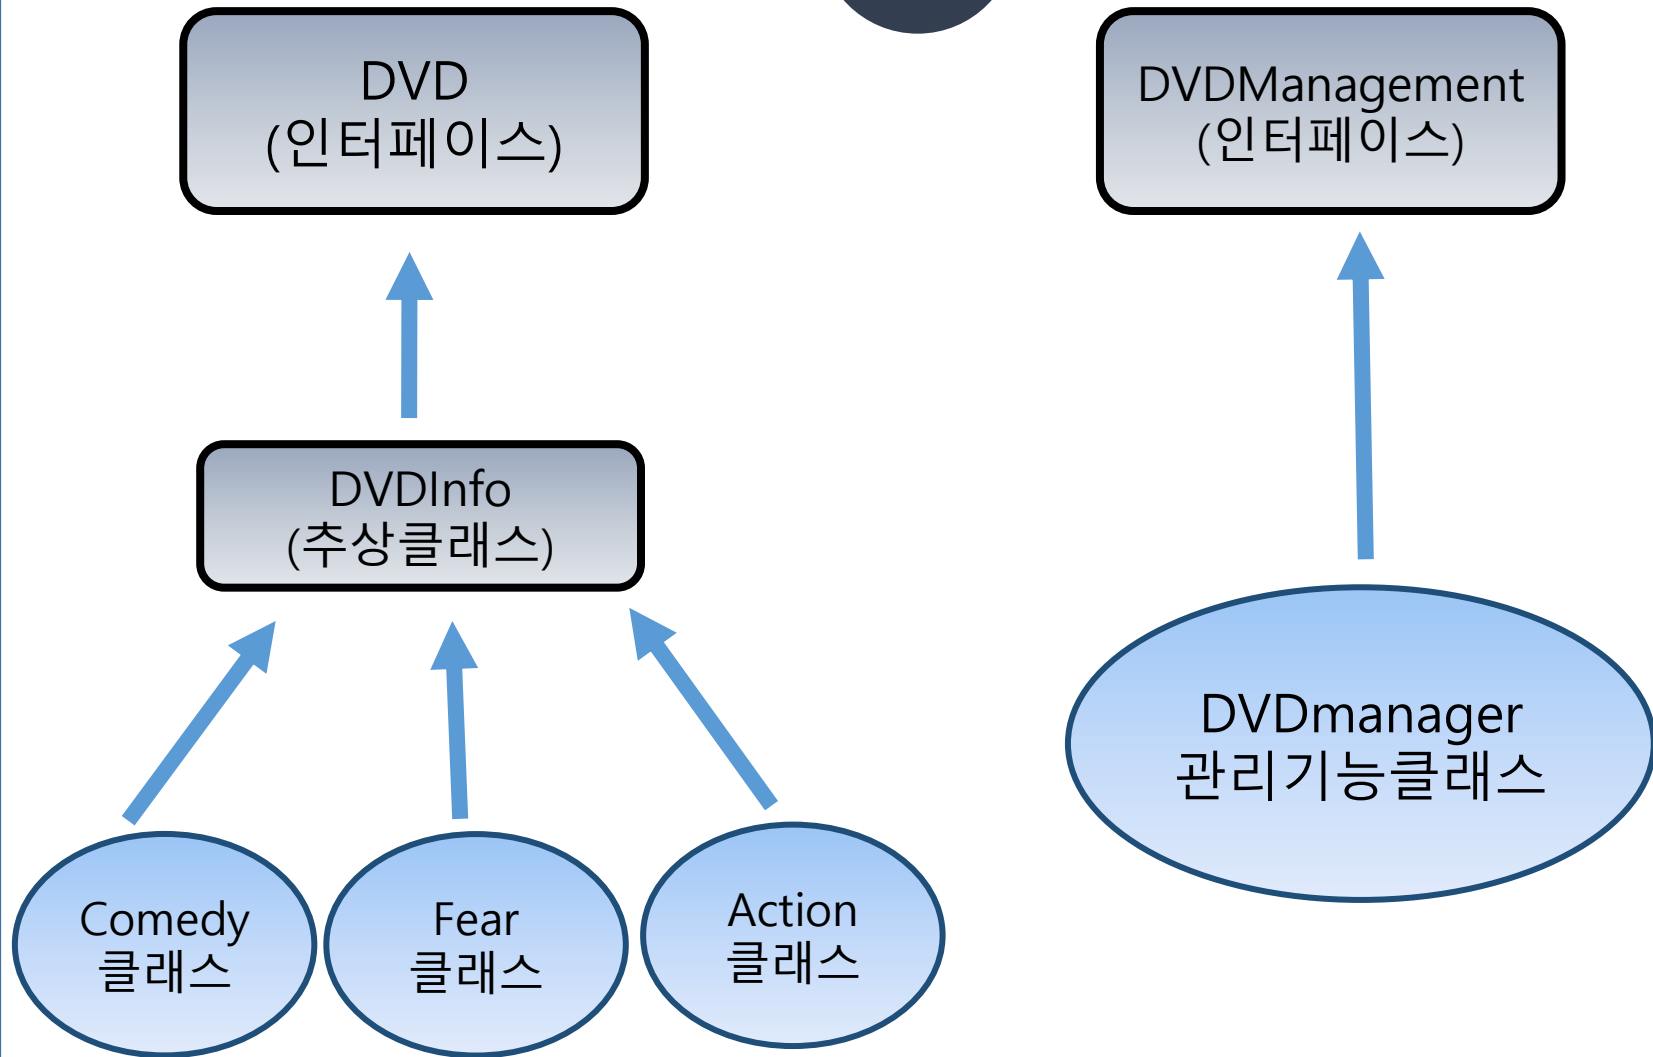 DVD
(인터페이스)
DVDManagement
(인터페이스)
DVDInfo
(추상클래스)
DVDmanager
관리기능클래스
Comedy
클래스
Fear
클래스
Action
클래스